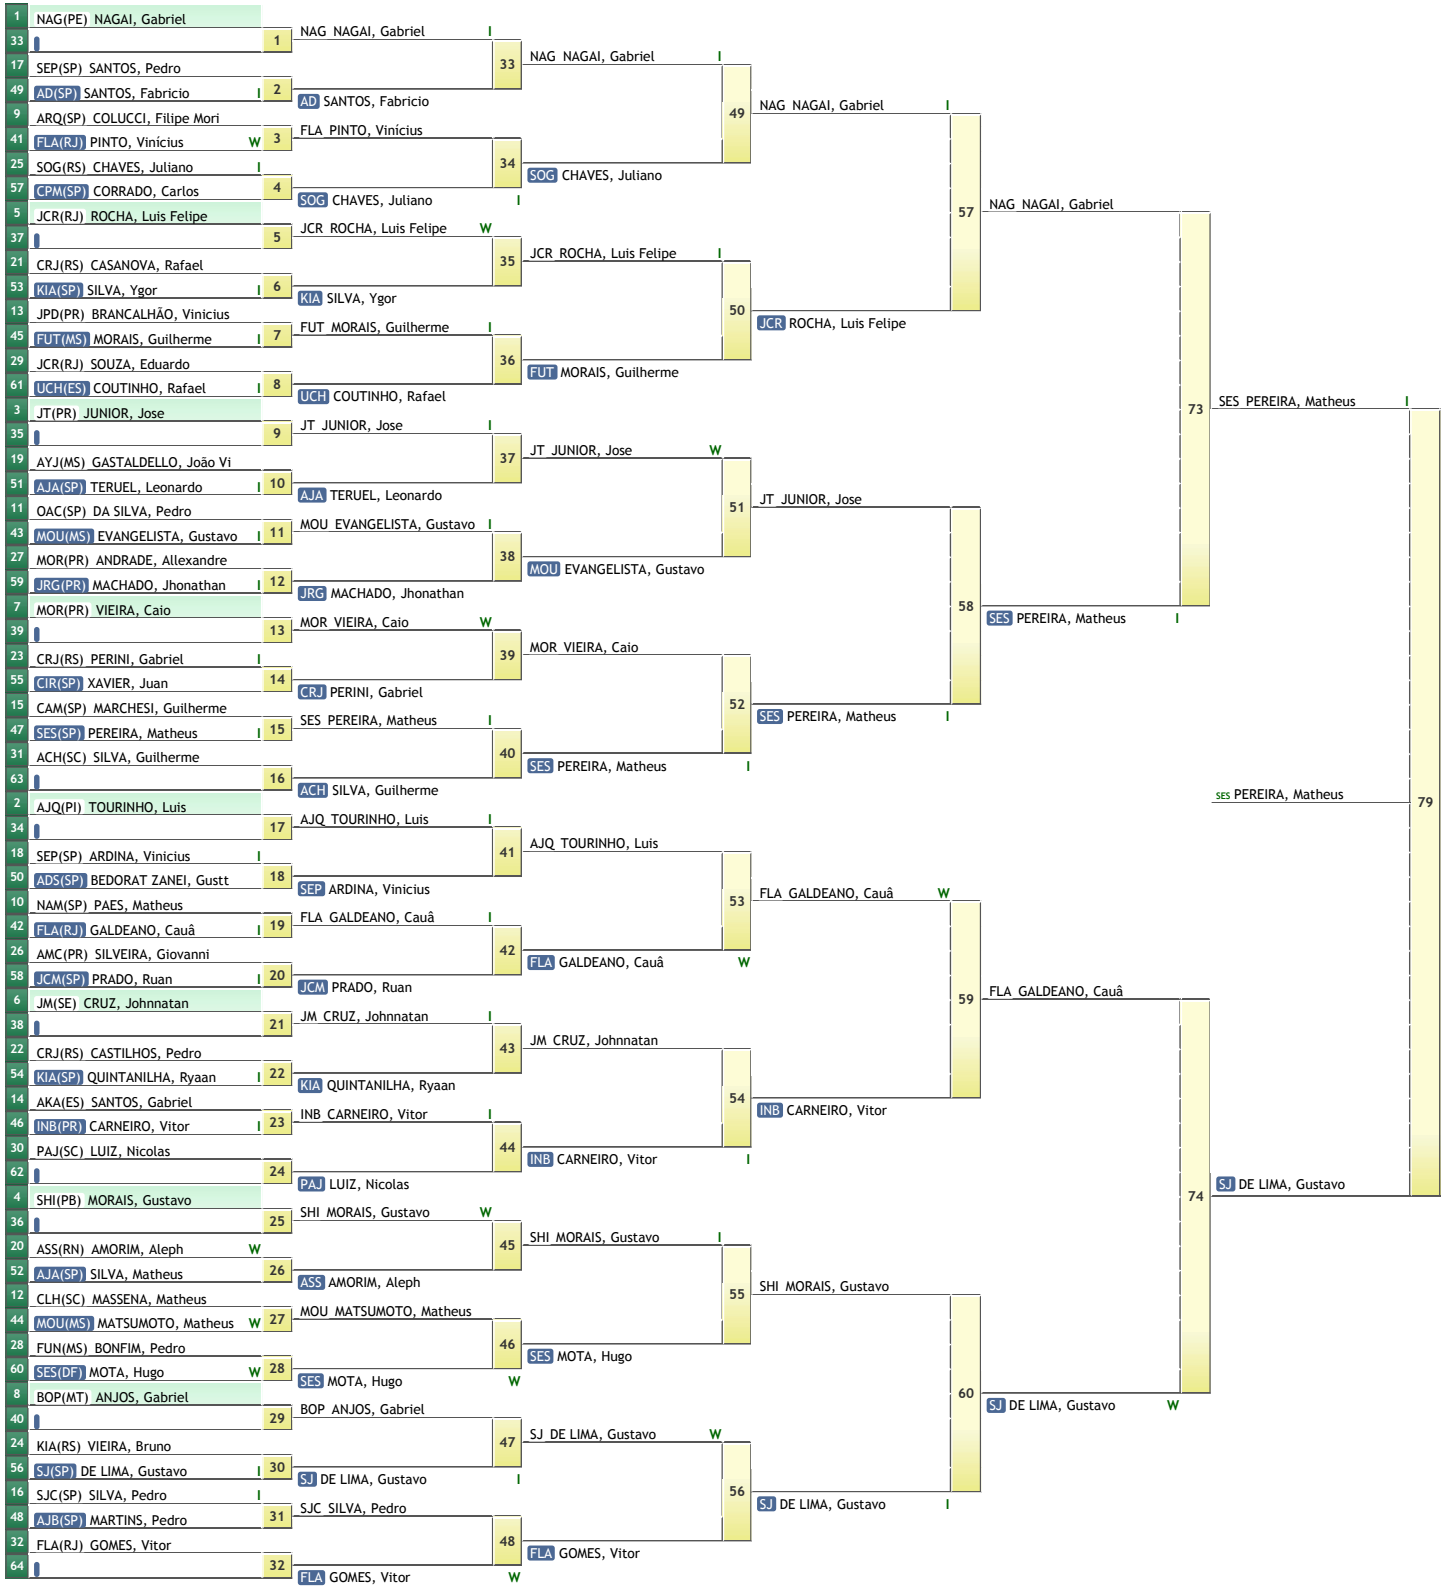 1 NAG(PE) NAGAI, Gabriel
33
1
17 SEP(SP) SANTOS, Pedro
49 AD(SP) SANTOS, Fabricio I
2
9 ARQ(SP) COLUCCI, Filipe Mori
41 FLA(RJ) PINTO, Vinícius W
3
25 SOG(RS) CHAVES, Juliano I
57 CPM(SP) CORRADO, Carlos
4
5 JCR(RJ) ROCHA, Luis Felipe
37
5
21 CRJ(RS) CASANOVA, Rafael
53 KIA(SP) SILVA, Ygor I
6
13 JPD(PR) BRANCALHÃO, Vinicius
45 FUT(MS) MORAIS, Guilherme I
7
29 JCR(RJ) SOUZA, Eduardo
61 UCH(ES) COUTINHO, Rafael I
8
3 JT(PR) JUNIOR, Jose
35
9
19 AYJ(MS) GASTALDELLO, João Vi
51 AJA(SP) TERUEL, Leonardo I
10
11 OAC(SP) DA SILVA, Pedro
43 MOU(MS) EVANGELISTA, Gustavo I
11
27 MOR(PR) ANDRADE, Allexandre
59 JRG(PR) MACHADO, Jhonathan I
12
7 MOR(PR) VIEIRA, Caio
39
13
23 CRJ(RS) PERINI, Gabriel I
55 CIR(SP) XAVIER, Juan
14
15 CAM(SP) MARCHESI, Guilherme
47 SES(SP) PEREIRA, Matheus I
15
31 ACH(SC) SILVA, Guilherme
63
16
2 AJQ(PI) TOURINHO, Luis
34
17
18 SEP(SP) ARDINA, Vinicius I
50 ADS(SP) BEDORAT ZANEI, Gustt
18
10 NAM(SP) PAES, Matheus
42 FLA(RJ) GALDEANO, Cauâ I
19
26 AMC(PR) SILVEIRA, Giovanni
58 JCM(SP) PRADO, Ruan I
20
6 JM(SE) CRUZ, Johnnatan
38
21
22 CRJ(RS) CASTILHOS, Pedro
54 KIA(SP) QUINTANILHA, Ryaan I
22
14 AKA(ES) SANTOS, Gabriel
46 INB(PR) CARNEIRO, Vitor I
23
30 PAJ(SC) LUIZ, Nicolas
62
24
4 SHI(PB) MORAIS, Gustavo
36
25
20 ASS(RN) AMORIM, Aleph W
52 AJA(SP) SILVA, Matheus
26
12 CLH(SC) MASSENA, Matheus
44 MOU(MS) MATSUMOTO, Matheus W
27
28 FUN(MS) BONFIM, Pedro
60 SES(DF) MOTA, Hugo W
28
8 BOP(MT) ANJOS, Gabriel
40
29
24 KIA(RS) VIEIRA, Bruno
56 SJ(SP) DE LIMA, Gustavo I
30
16 SJC(SP) SILVA, Pedro I
48 AJB(SP) MARTINS, Pedro
31
32 FLA(RJ) GOMES, Vitor
64
32
NAG NAGAI, Gabriel I
33
AD SANTOS, Fabricio
FLA PINTO, Vinícius
34
SOG CHAVES, Juliano I
JCR ROCHA, Luis Felipe W
35
KIA SILVA, Ygor
FUT MORAIS, Guilherme I
36
UCH COUTINHO, Rafael
JT JUNIOR, Jose I
37
AJA TERUEL, Leonardo
MOU EVANGELISTA, Gustavo I
38
JRG MACHADO, Jhonathan
MOR VIEIRA, Caio W
39
CRJ PERINI, Gabriel
SES PEREIRA, Matheus I
40
ACH SILVA, Guilherme
AJQ TOURINHO, Luis I
41
SEP ARDINA, Vinicius
FLA GALDEANO, Cauâ I
42
JCM PRADO, Ruan
JM CRUZ, Johnnatan I
43
KIA QUINTANILHA, Ryaan
INB CARNEIRO, Vitor I
44
PAJ LUIZ, Nicolas
SHI MORAIS, Gustavo W
45
ASS AMORIM, Aleph
MOU MATSUMOTO, Matheus
46
SES MOTA, Hugo W
BOP ANJOS, Gabriel
47
SJ DE LIMA, Gustavo I
SJC SILVA, Pedro
48
FLA GOMES, Vitor W
NAG NAGAI, Gabriel I
49
SOG CHAVES, Juliano
JCR ROCHA, Luis Felipe I
50
FUT MORAIS, Guilherme
JT JUNIOR, Jose W
51
MOU EVANGELISTA, Gustavo
MOR VIEIRA, Caio
52
SES PEREIRA, Matheus I
AJQ TOURINHO, Luis
53
FLA GALDEANO, Cauâ W
JM CRUZ, Johnnatan
54
INB CARNEIRO, Vitor I
SHI MORAIS, Gustavo I
55
SES MOTA, Hugo
SJ DE LIMA, Gustavo W
56
FLA GOMES, Vitor
NAG NAGAI, Gabriel I
57
JCR ROCHA, Luis Felipe
JT JUNIOR, Jose
58
SES PEREIRA, Matheus I
FLA GALDEANO, Cauâ W
59
INB CARNEIRO, Vitor
SHI MORAIS, Gustavo
60
SJ DE LIMA, Gustavo I
NAG NAGAI, Gabriel
73
SES PEREIRA, Matheus I
FLA GALDEANO, Cauâ
74
SJ DE LIMA, Gustavo W
SES PEREIRA, Matheus I
SES PEREIRA, Matheus
79
SJ DE LIMA, Gustavo